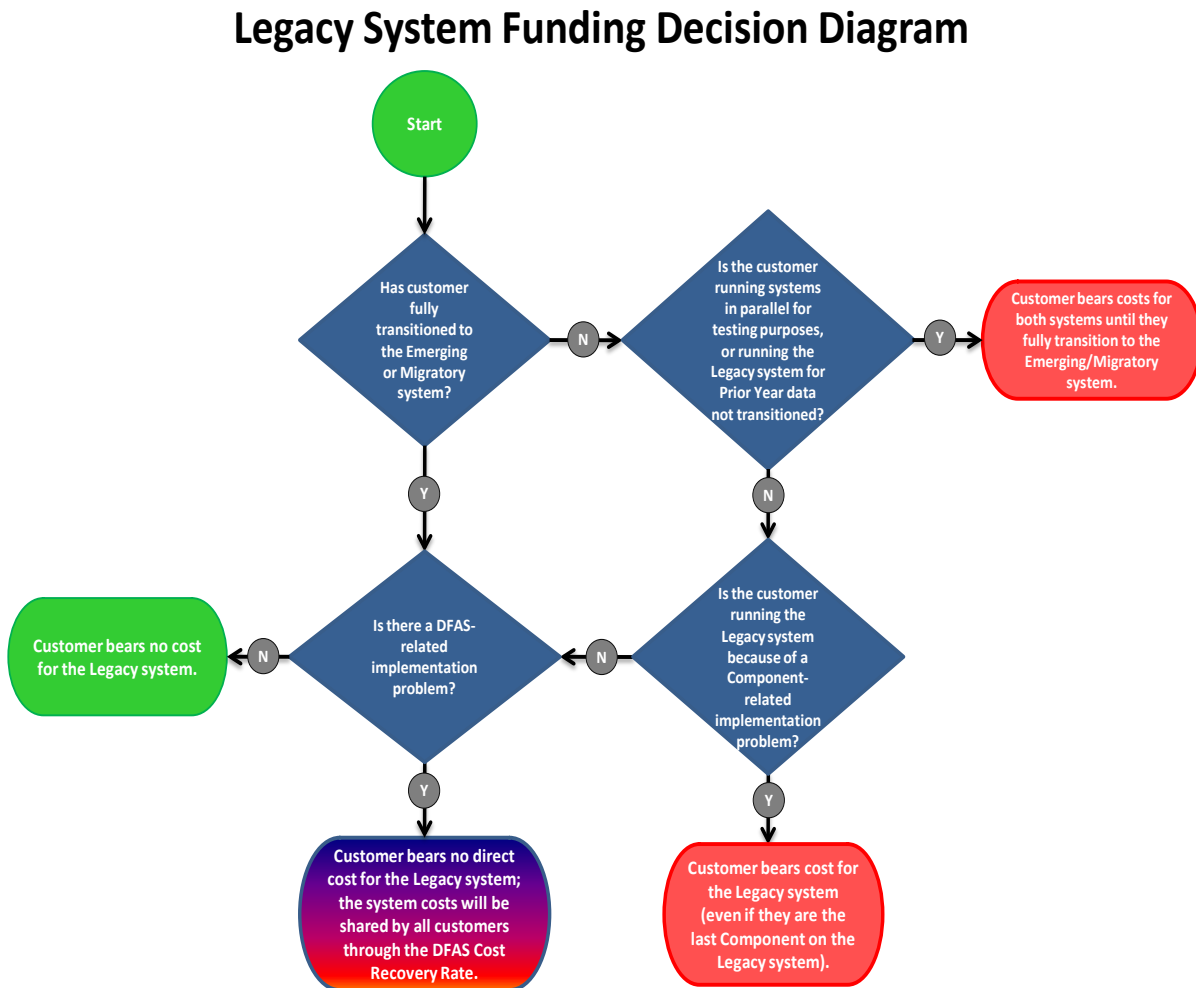 Legacy System Funding Decision Diagram
Start
Has customer
fully
transitioned to
the Emerging
or Migratory
system?
N
Is the customer
running systems
in parallel for
testing purposes,
or running the
Legacy system for
Prior Year data
not transitioned?
Y
Customer bears costs for
both systems until they
fully transition to the
Emerging/Migratory
system.
Y
N
Customer bears no cost
for the Legacy system.
N
Is there a DFAS-
related
implementation
problem?
N
Is the customer
running the
Legacy system
because of a
Component-
related
implementation
problem?
Y
Y
Customer bears no direct
cost for the Legacy system;
the system costs will be
shared by all customers
through the DFAS Cost
Recovery Rate.
Customer bears cost for
the Legacy system
(even if they are the
last Component on the
Legacy system).